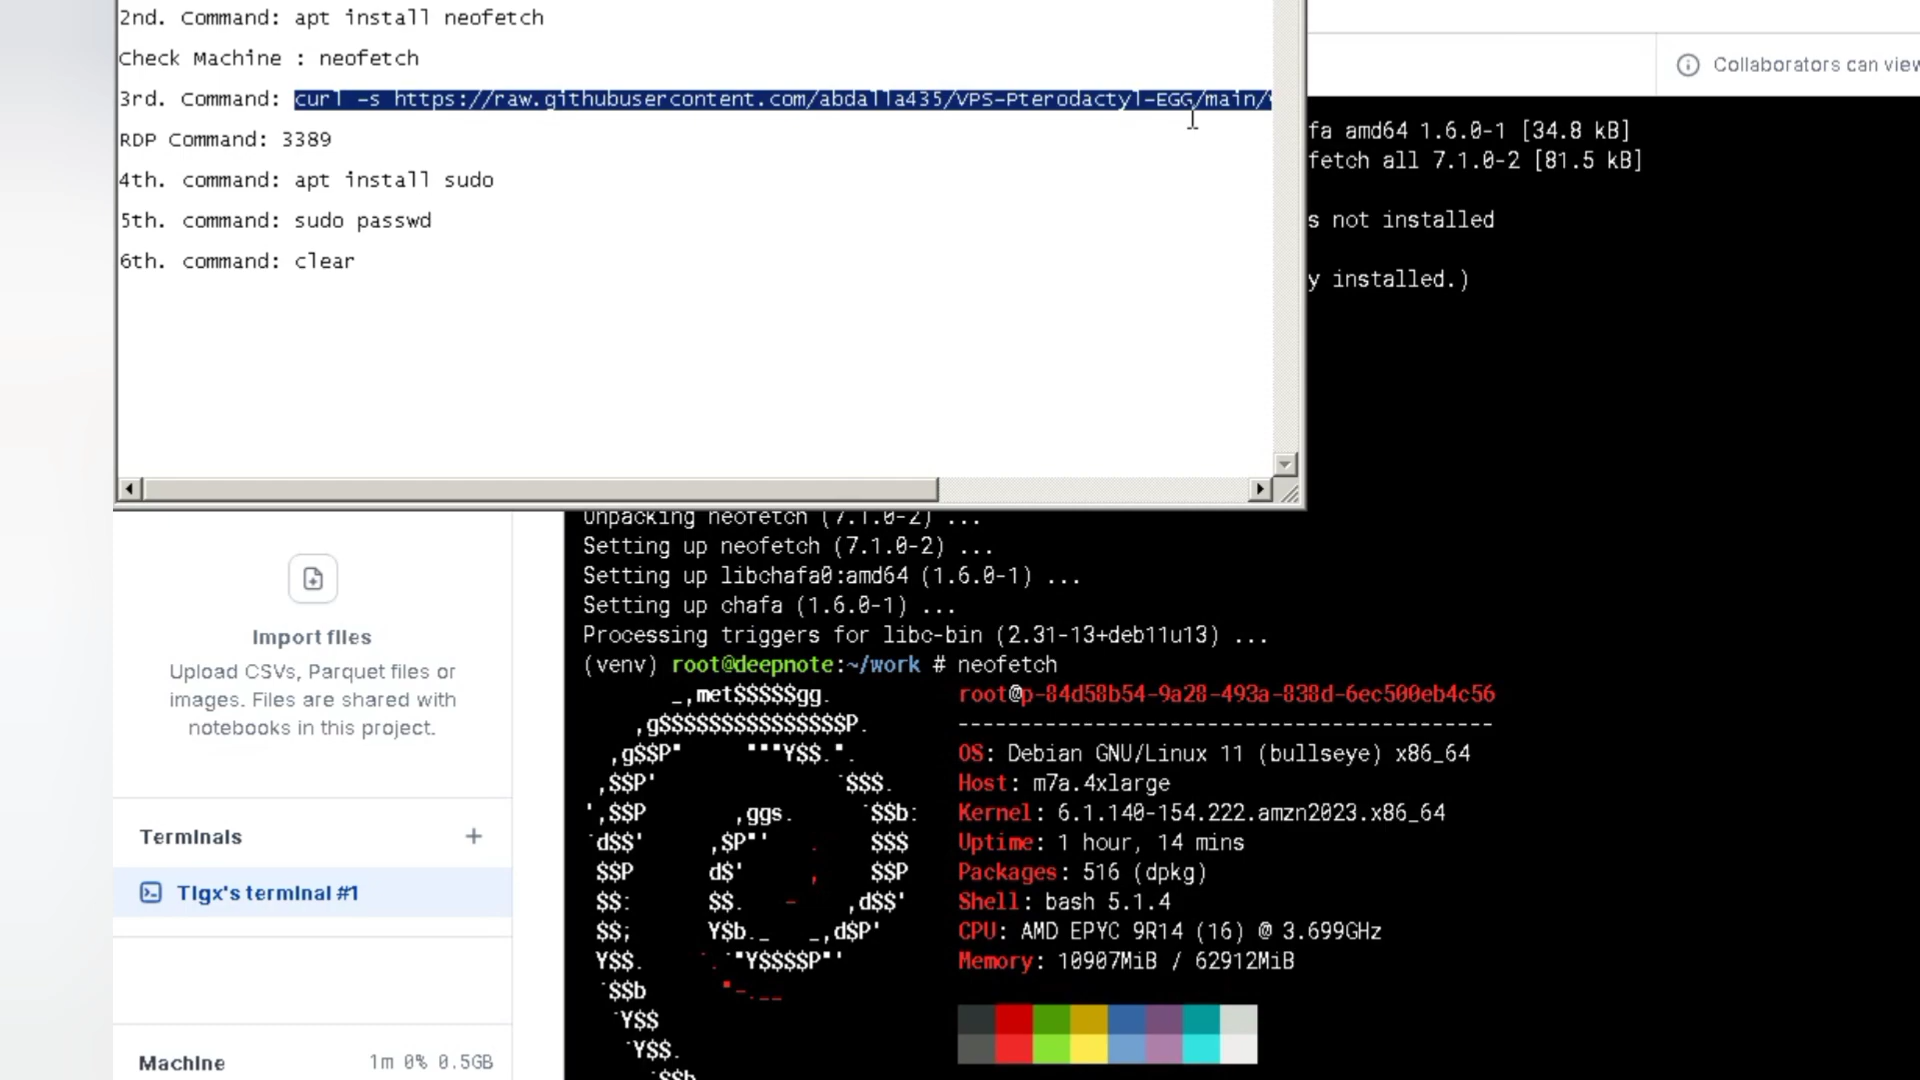 2nd. Command: apt install neofetch
Check Machine : neofetch
3rd. Command: curl -s https://raw.githubusercontent.com/abdalla435/VPS-Pterodactyl-EGG/main/
RDP Command: 3389
4th. command: apt install sudo
5th. command: sudo passwd
6th. command: clear
Collaborators can view
fa amd64 1.6.0-1 [34.8 kB]
fetch all 7.1.0-2 [81.5 kB]
s not installed
y installed.)
Unpacking neofetch (7.1.0-2) ...
Setting up neofetch (7.1.0-2) ...
Setting up libchafa0:amd64 (1.6.0-1) ...
Setting up chafa (1.6.0-1) ...
Processing triggers for libc-bin (2.31-13+deb11u13) ...
(venv) root@deepnote:~/work # neofetch
root@p-84d58b54-9a28-493a-838d-6ec500eb4c56
-------------------------------------------
OS: Debian GNU/Linux 11 (bullseye) x86_64
Host: m7a.4xlarge
Kernel: 6.1.140-154.222.amzn2023.x86_64
Uptime: 1 hour, 14 mins
Packages: 516 (dpkg)
Shell: bash 5.1.4
CPU: AMD EPYC 9R14 (16) @ 3.699GHz
Memory: 10907MiB / 62912MiB
Import files
Upload CSVs, Parquet files or
images. Files are shared with
notebooks in this project.
Terminals
Tigx's terminal #1
Machine 1m 0% 0.5GB